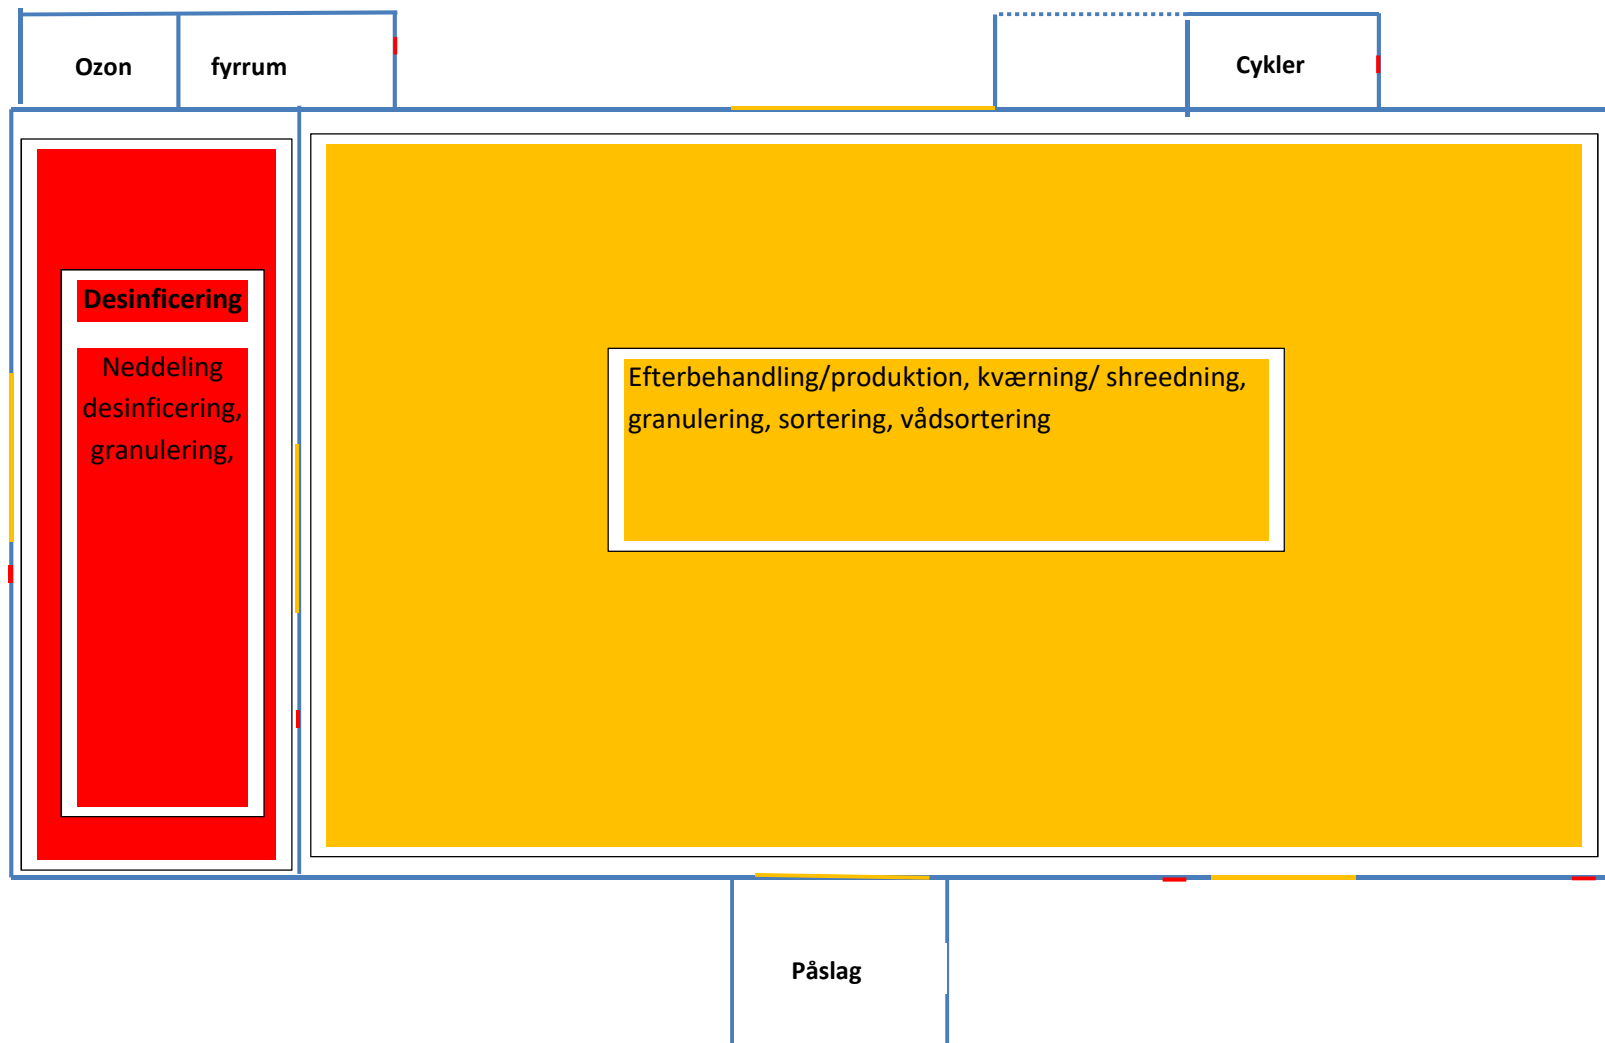 Ozon
fyrrum
Cykler
Desinficering
Neddeling
desinficering,
granulering,
Efterbehandling/produktion, kværning/ shreedning,
granulering, sortering, vådsortering
Påslag